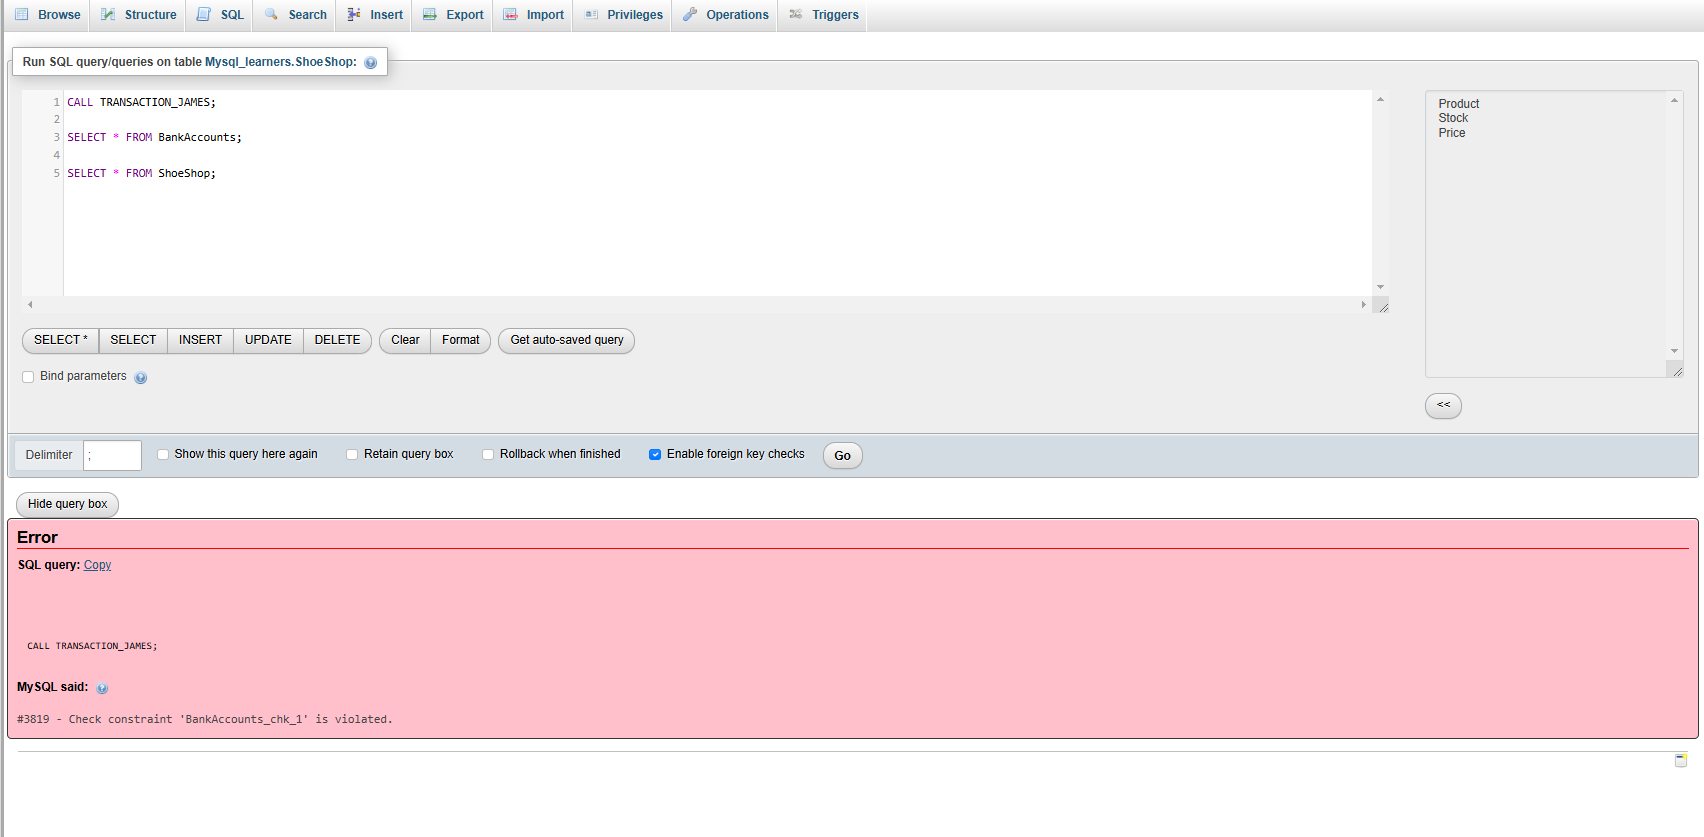 Browse Structure SQL Search Insert Export Import Privileges Operations Triggers
Run SQL query/queries on table Mysql_learners.ShoeShop:
1 CALL TRANSACTION_JAMES;
2
3 SELECT * FROM BankAccounts;
4
5 SELECT * FROM ShoeShop;
Product
Stock
Price
SELECT * SELECT INSERT UPDATE DELETE Clear Format Get auto-saved query
Bind parameters
<<
Delimiter ; Show this query here again Retain query box Rollback when finished Enable foreign key checks Go
Hide query box
Error
SQL query: Copy
CALL TRANSACTION_JAMES;
MySQL said:
#3819 - Check constraint 'BankAccounts_chk_1' is violated.